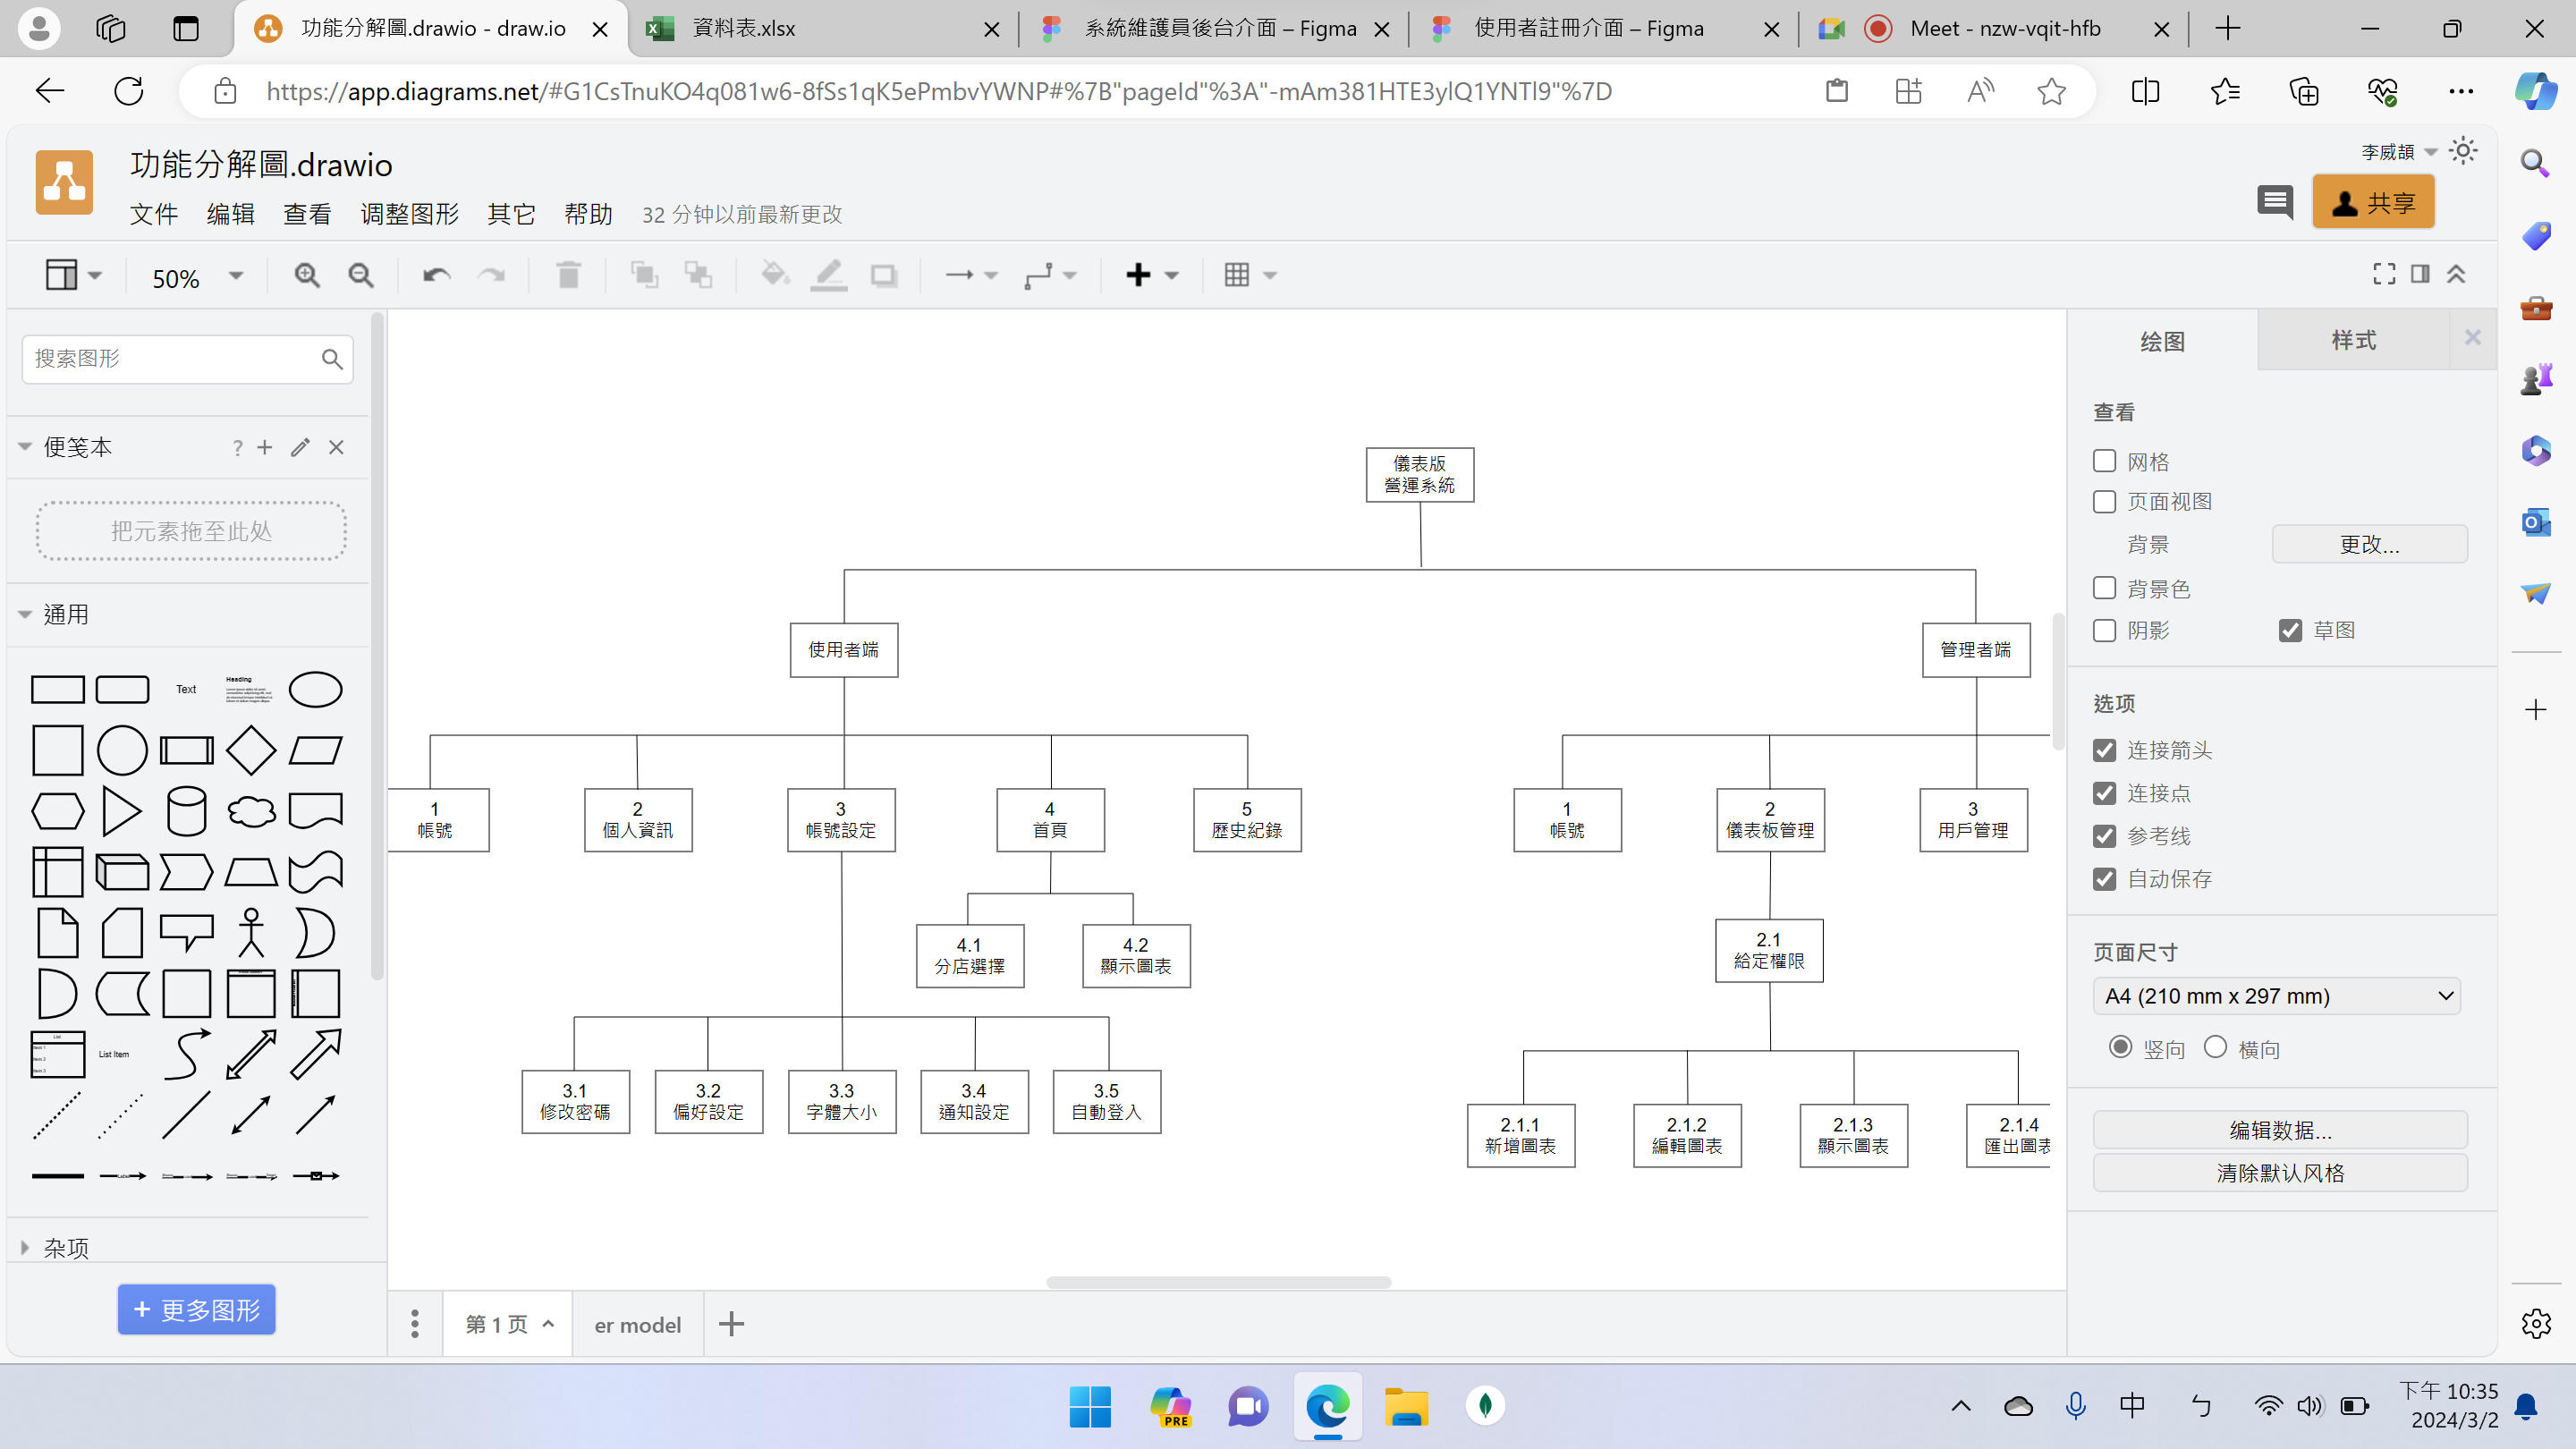 功能分解圖.drawio - draw.io
資料表.xlsx
系統維護員後台介面 – Figma
使用者註冊介面 – Figma
Meet - nzw-vqit-hfb
https://app.diagrams.net/#G1CsTnuKO4q081w6-8fSs1qK5ePmbvYWNP#%7B"pageId"%3A"-mAm381HTE3ylQ1YNTl9"%7D
功能分解圖.drawio
李威頡
文件 编辑 查看 调整图形 其它 帮助 32 分钟以前最新更改
共享
50%
搜索图形
便笺本
?
把元素拖至此处
通用
Text
Heading
List
Item 1
Item 2
Item 3
List Item
杂项
+ 更多图形
儀表版
營運系統
使用者端
管理者端
1
帳號
2
個人資訊
3
帳號設定
4
首頁
5
歷史紀錄
1
帳號
2
儀表板管理
3
用戶管理
4.1
分店選擇
4.2
顯示圖表
2.1
給定權限
3.1
修改密碼
3.2
偏好設定
3.3
字體大小
3.4
通知設定
3.5
自動登入
2.1.1
新增圖表
2.1.2
編輯圖表
2.1.3
顯示圖表
2.1.4
匯出圖表
第 1 页
er model
绘图
样式
查看
网格
页面视图
背景
更改...
背景色
阴影
草图
选项
连接箭头
连接点
参考线
自动保存
页面尺寸
A4 (210 mm x 297 mm)
竖向
横向
编辑数据...
清除默认风格
PRE
中
ㄅ
下午 10:35
2024/3/2